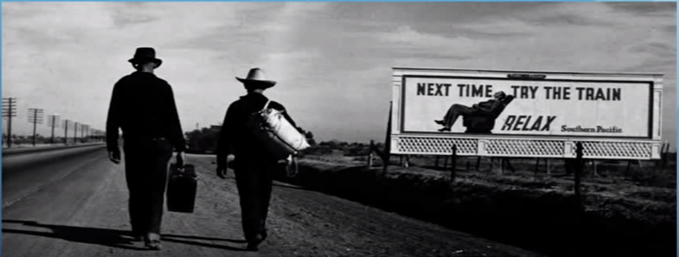 NEXT TIME TRY THE TRAIN
RELAX
Southern Pacific